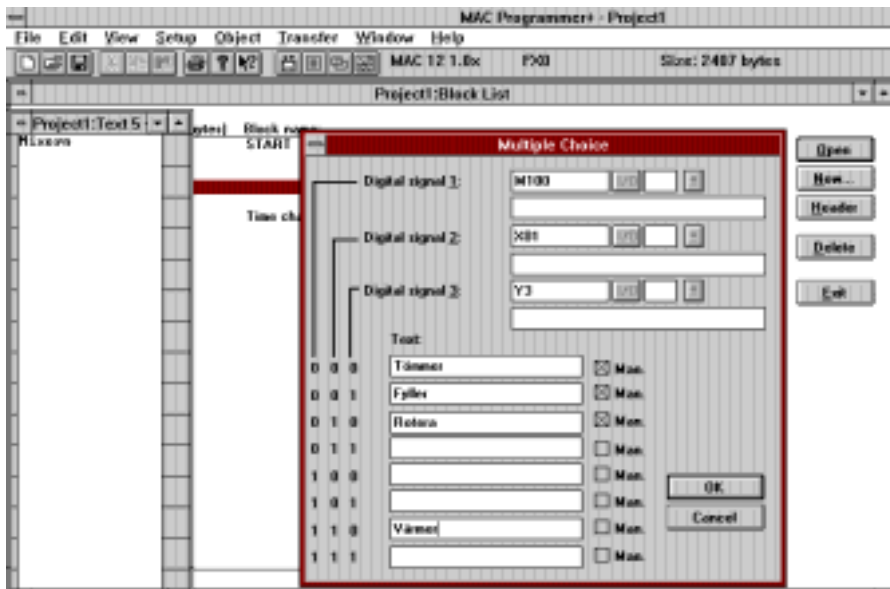 MAC Programmer+ - Project1
File Edit View Setup Object Transfer Window Help
MAC 12 1.0x FX0 Size: 2407 bytes
Project1:Block List
Project1:Text 5
Mixern
ytes) Block name:
START
Time cha
Multiple Choice
Digital signal 1: M100 I/O
Digital signal 2: X01 I/O
Digital signal 3: Y3 I/O
Text:
0 0 0 Tömmer Man.
0 0 1 Fyller Man.
0 1 0 Rotera Man.
0 1 1 Man.
1 0 0 Man.
1 0 1 Man.
1 1 0 Värmer Man.
1 1 1 Man.
OK
Cancel
Open
New...
Header
Delete
Exit